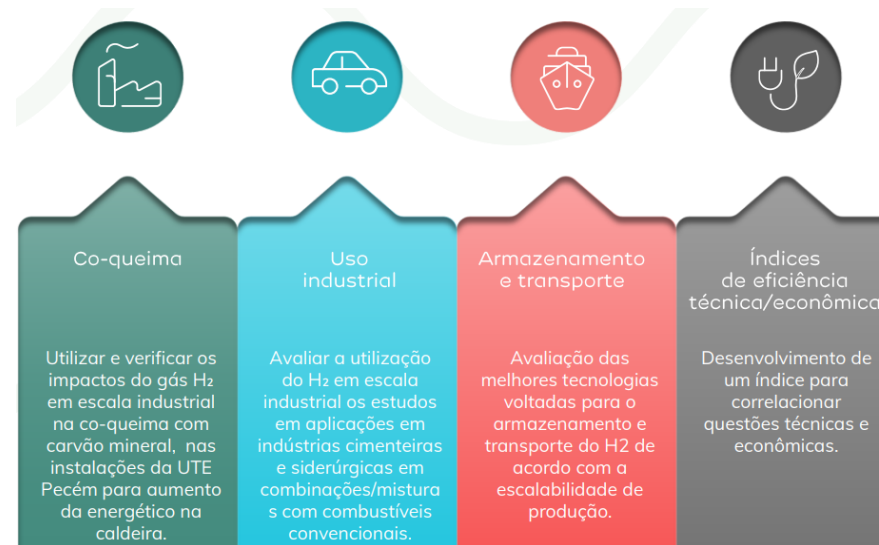 Co-queima
Utilizar e verificar os
impactos do gás H₂
em escala industrial
na co-queima com
carvão mineral, nas
instalações da UTE
Pecém para aumento
da energético na
caldeira.
Uso
industrial
Avaliar a utilização
do H₂ em escala
industrial os estudos
em aplicações em
indústrias cimenteiras
e siderúrgicas em
combinações/mistura
s com combustíveis
convencionais.
Armazenamento
e transporte
Avaliação das
melhores tecnologias
voltadas para o
armazenamento e
transporte do H2 de
acordo com a
escalabilidade de
produção.
Índices
de eficiência
técnica/econômica
Desenvolvimento de
um índice para
correlacionar
questões técnicas e
econômicas.